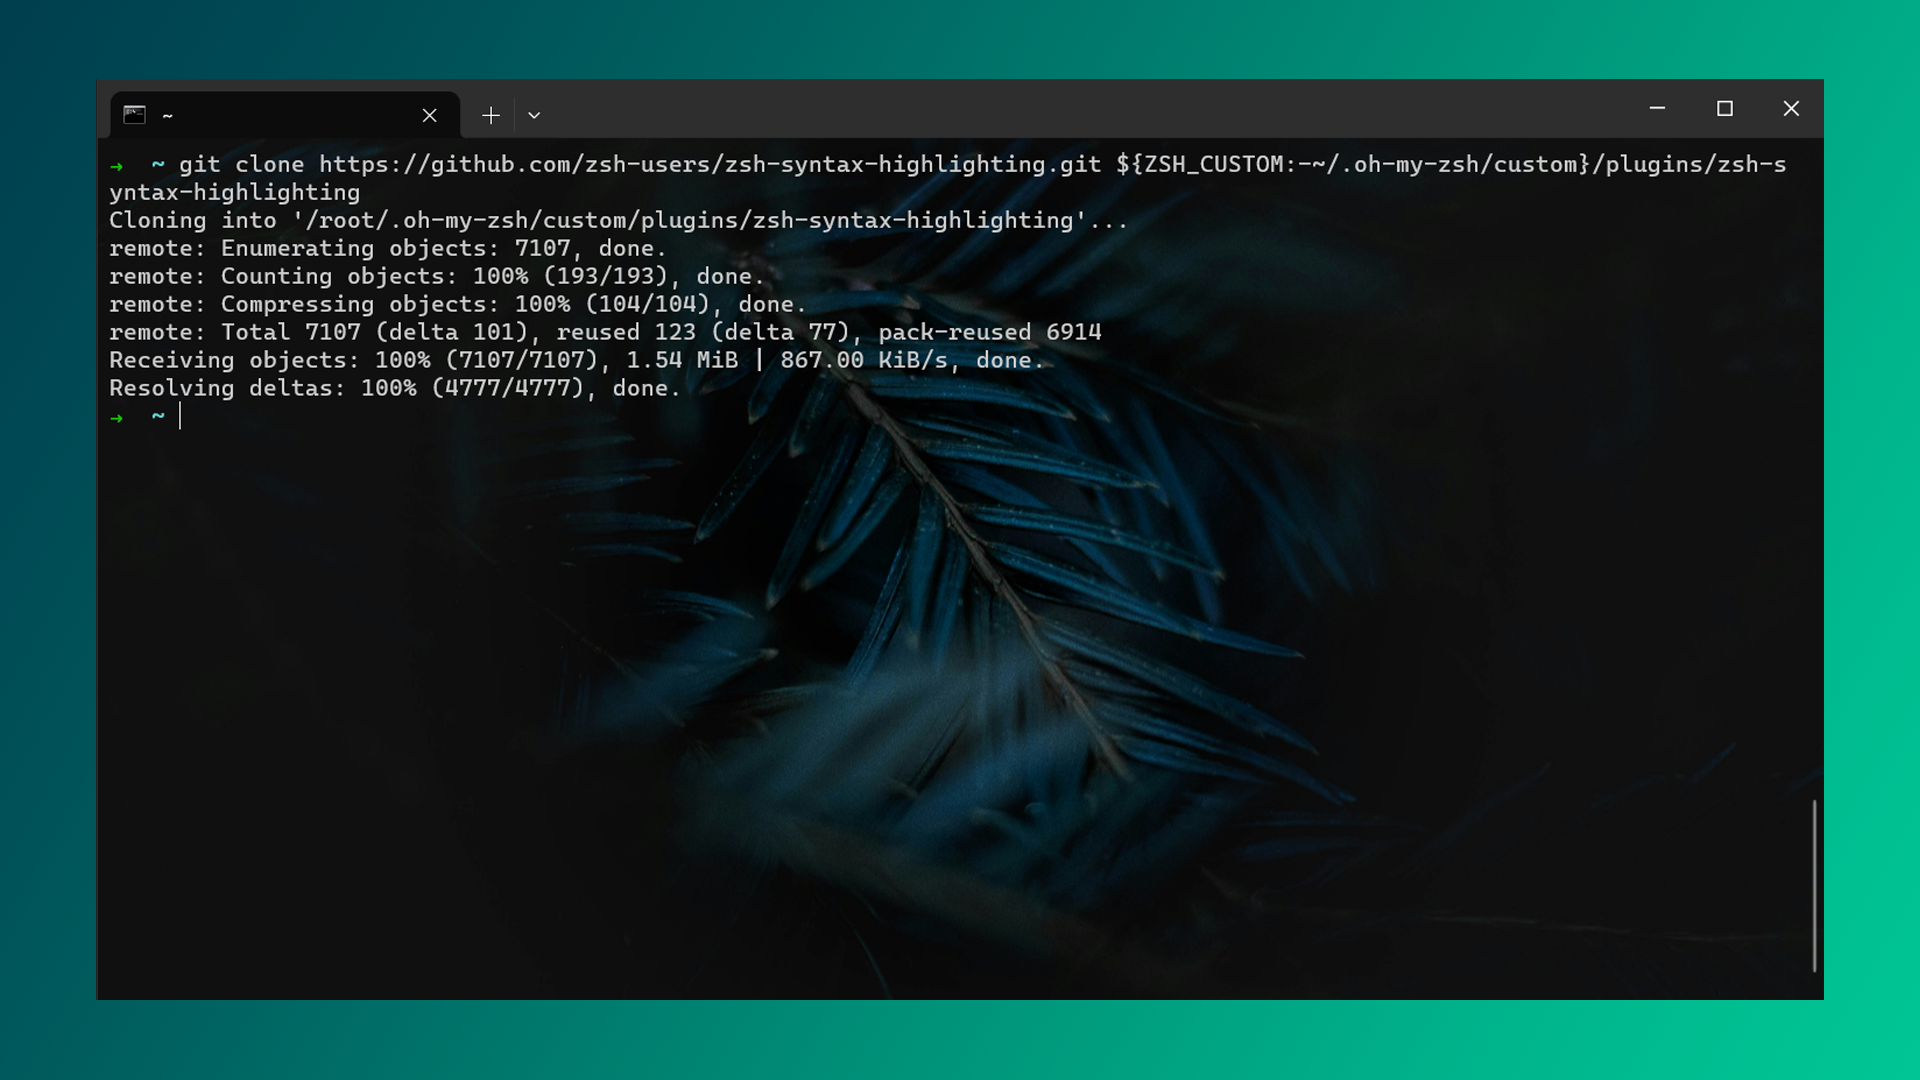 ~
→ ~ git clone https://github.com/zsh-users/zsh-syntax-highlighting.git ${ZSH_CUSTOM:-~/.oh-my-zsh/custom}/plugins/zsh-s
yntax-highlighting
Cloning into '/root/.oh-my-zsh/custom/plugins/zsh-syntax-highlighting'...
remote: Enumerating objects: 7107, done.
remote: Counting objects: 100% (193/193), done.
remote: Compressing objects: 100% (104/104), done.
remote: Total 7107 (delta 101), reused 123 (delta 77), pack-reused 6914
Receiving objects: 100% (7107/7107), 1.54 MiB | 867.00 KiB/s, done.
Resolving deltas: 100% (4777/4777), done.
→ ~